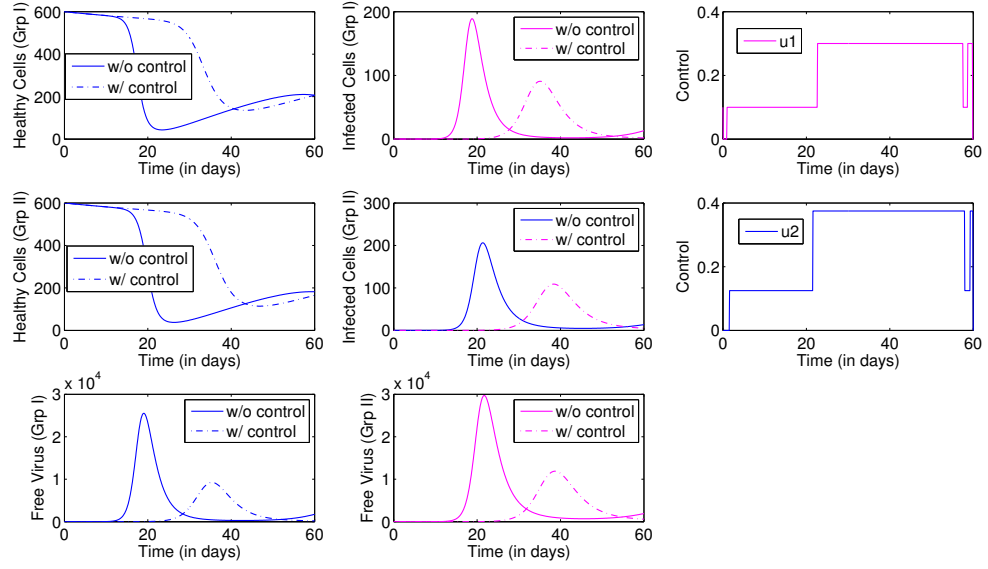 600
400
200
0
0
20
40
60
Healthy Cells (Grp I)
Time (in days)
w/o control
w/ control
200
100
0
0
20
40
60
Infected Cells (Grp I)
Time (in days)
w/o control
w/ control
0.4
0.2
0
0
20
40
60
Control
Time (in days)
u1
600
400
200
0
0
20
40
60
Healthy Cells (Grp II)
Time (in days)
w/o control
w/ control
300
200
100
0
0
20
40
60
Infected Cells (Grp II)
Time (in days)
w/o control
w/ control
0.4
0.2
0
0
20
40
60
Control
Time (in days)
u2
x 10^4
3
2
1
0
0
20
40
60
Free Virus (Grp I)
Time (in days)
w/o control
w/ control
x 10^4
3
2
1
0
0
20
40
60
Free Virus (Grp II)
Time (in days)
w/o control
w/ control